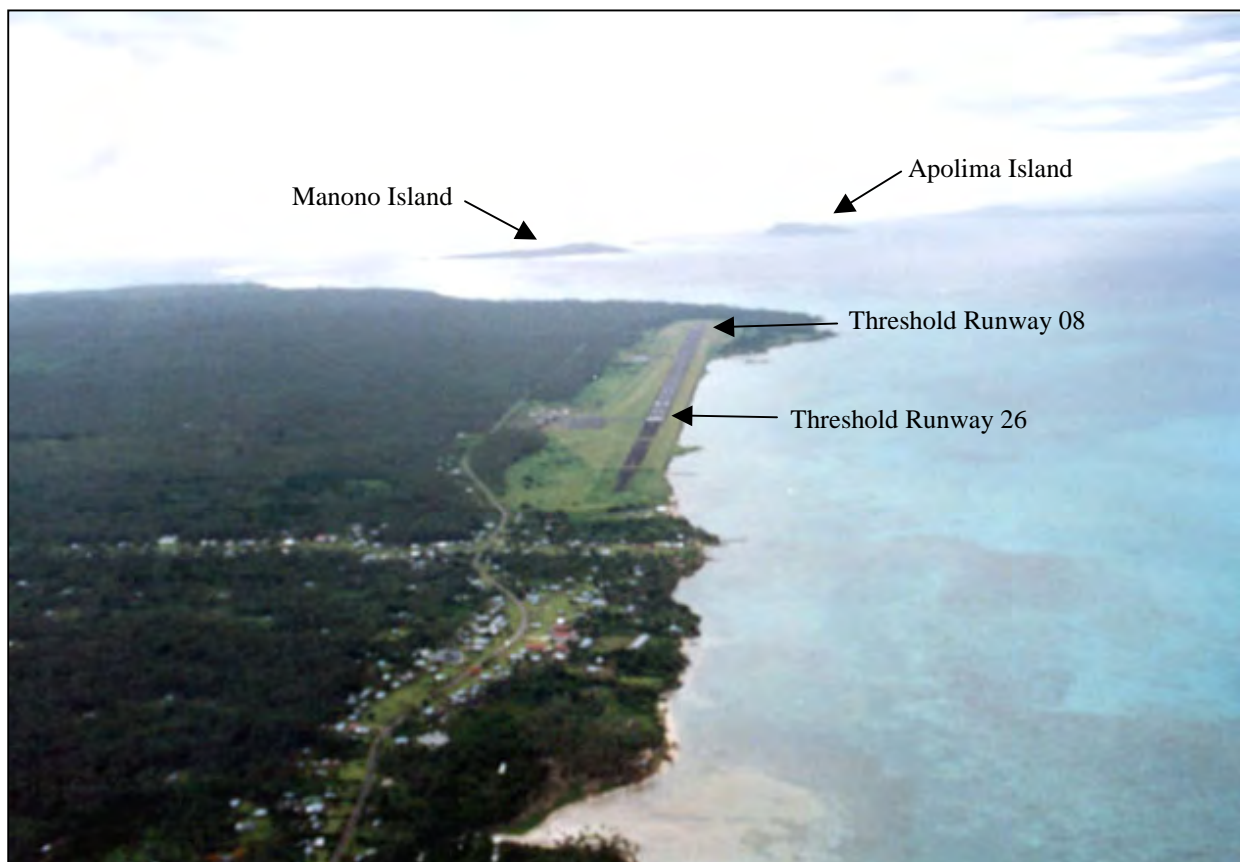 Apolima Island
Manono Island
Threshold Runway 08
Threshold Runway 26